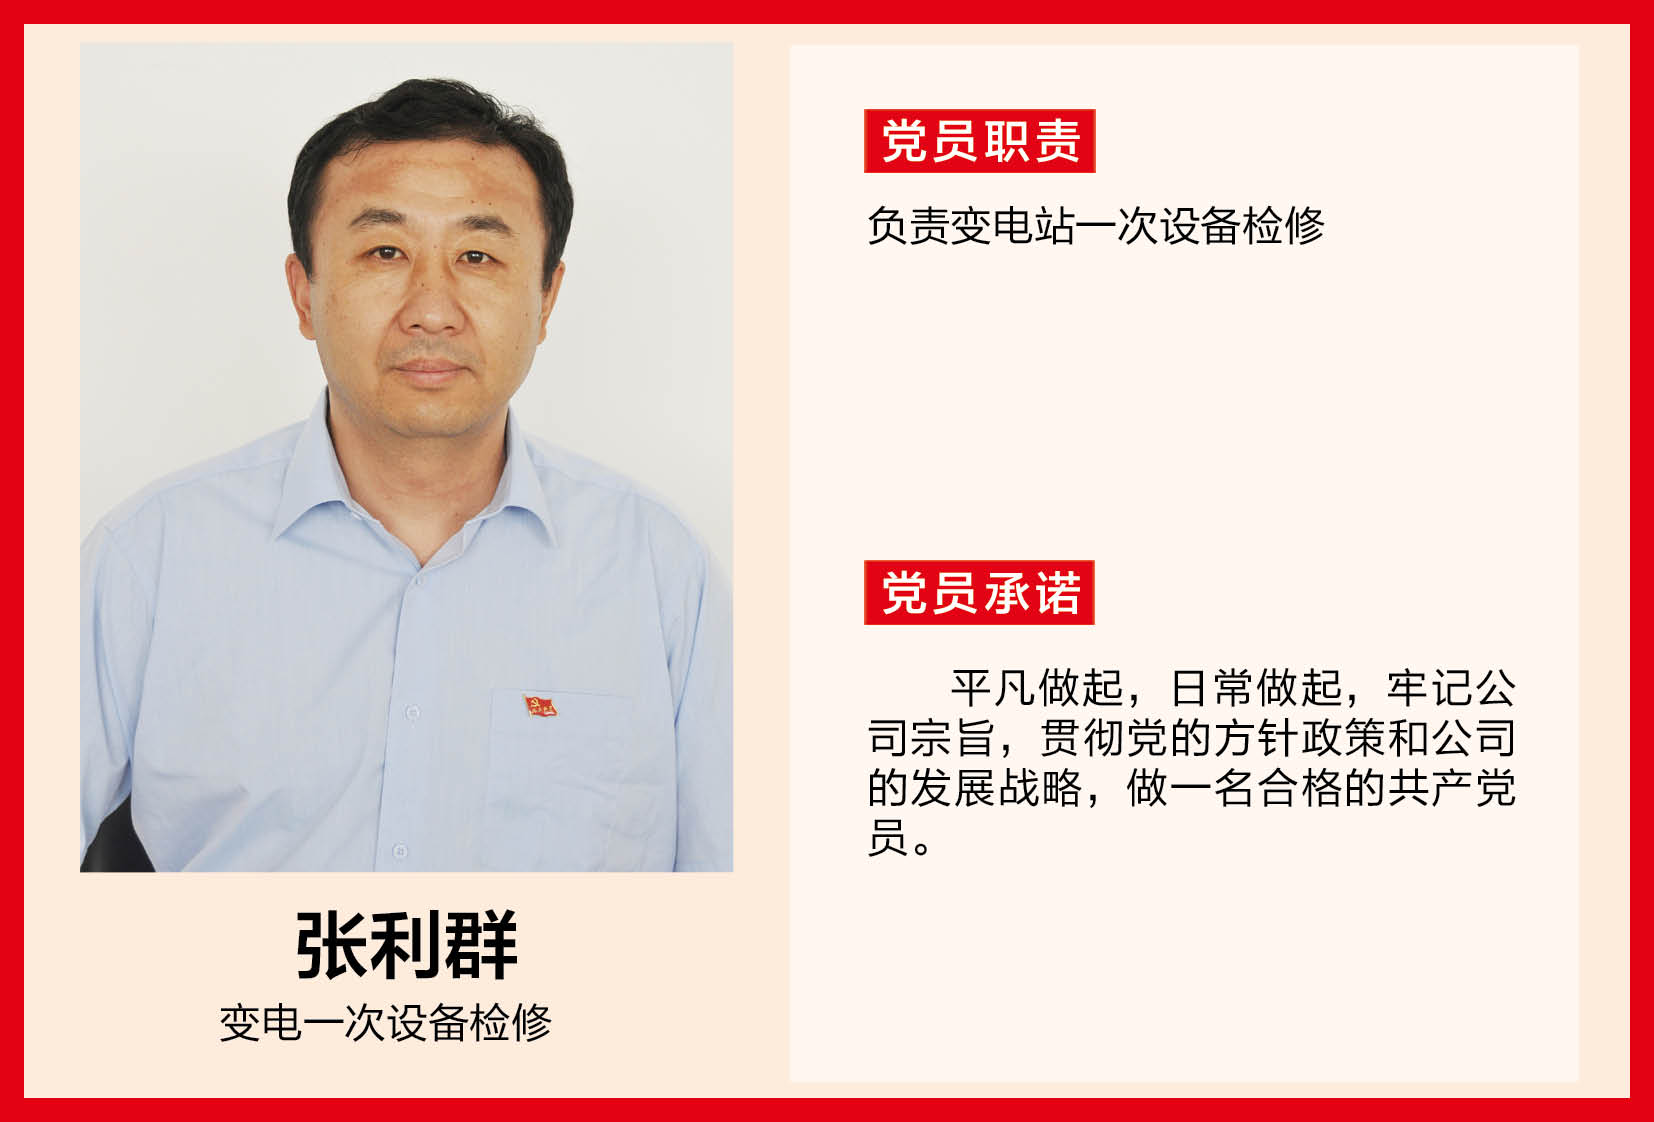 张利群
变电一次设备检修
党员职责
负责变电站一次设备检修
党员承诺
平凡做起，日常做起，牢记公
司宗旨，贯彻党的方针政策和公司
的发展战略，做一名合格的共产党
员。